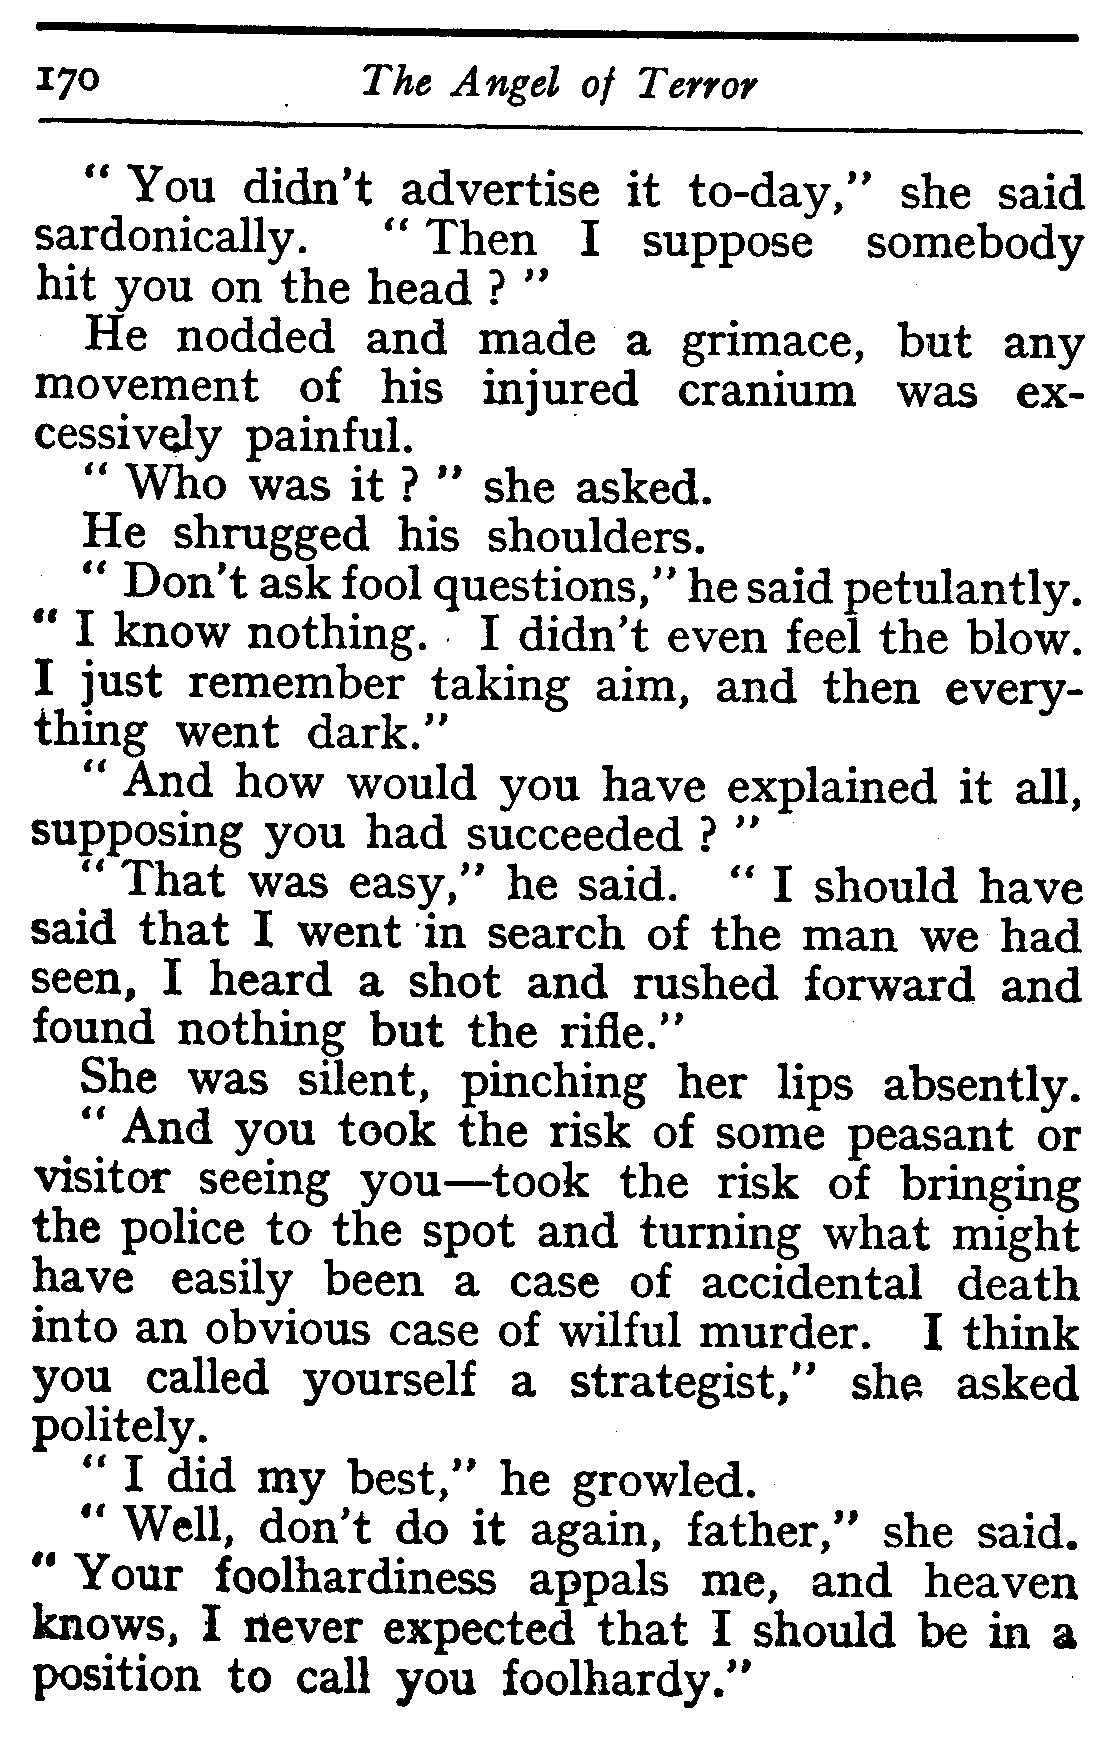 170 The Angel of Terror
“ You didn't advertise it to-day,” she said
sardonically. “ Then I suppose somebody
hit you on the head ? ”
He nodded and made a grimace, but any
movement of his injured cranium was ex-
cessively painful.
“ Who was it ? ” she asked.
He shrugged his shoulders.
“ Don't ask fool questions,” he said petulantly.
“ I know nothing. I didn't even feel the blow.
I just remember taking aim, and then every-
thing went dark.”
“ And how would you have explained it all,
supposing you had succeeded ? ”
“ That was easy,” he said. “ I should have
said that I went in search of the man we had
seen, I heard a shot and rushed forward and
found nothing but the rifle.”
She was silent, pinching her lips absently.
“ And you took the risk of some peasant or
visitor seeing you—took the risk of bringing
the police to the spot and turning what might
have easily been a case of accidental death
into an obvious case of wilful murder. I think
you called yourself a strategist,” she asked
politely.
“ I did my best,” he growled.
“ Well, don't do it again, father,” she said.
“ Your foolhardiness appals me, and heaven
knows, I never expected that I should be in a
position to call you foolhardy.”